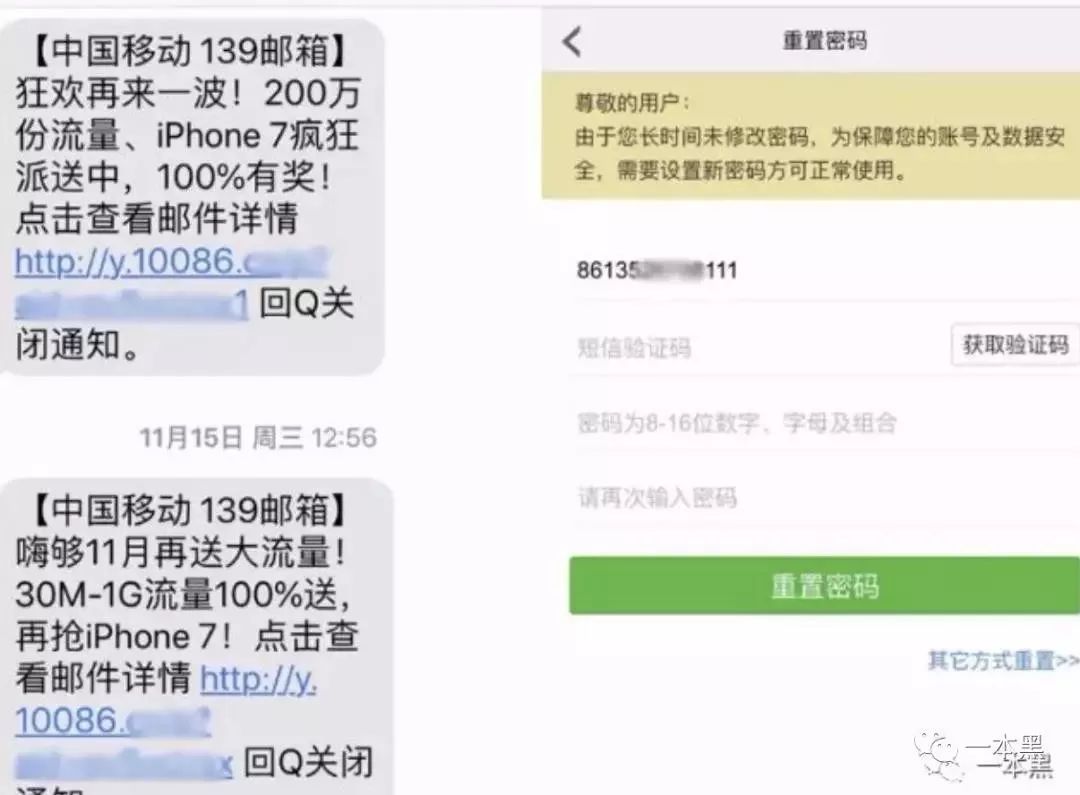 【中国移动 139邮箱】
狂欢再来一波！200万
份流量、iPhone 7疯狂
派送中，100%有奖！
点击查看邮件详情
http://y.10086.
1 回Q关
闭通知。
11月15日 周三 12:56
【中国移动 139邮箱】
嗨够11月再送大流量！
30M-1G流量100%送，
再抢iPhone 7！点击查
看邮件详情 http://y.
10086.
x 回Q关闭
通知。
重置密码
尊敬的用户：
由于您长时间未修改密码，为保障您的账号及数据安
全，需要设置新密码方可正常使用。
86135 111
短信验证码
获取验证码
密码为8-16位数字、字母及组合
请再次输入密码
重置密码
其它方式重置>>
一本黑
一本黑